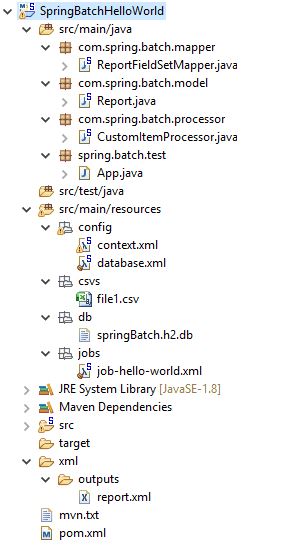 SpringBatchHelloWorld
src/main/java
com.spring.batch.mapper
ReportFieldSetMapper.java
com.spring.batch.model
Report.java
com.spring.batch.processor
CustomItemProcessor.java
spring.batch.test
App.java
src/test/java
src/main/resources
config
context.xml
database.xml
csvs
file1.csv
db
springBatch.h2.db
jobs
job-hello-world.xml
JRE System Library [JavaSE-1.8]
Maven Dependencies
src
target
xml
outputs
report.xml
mvn.txt
pom.xml